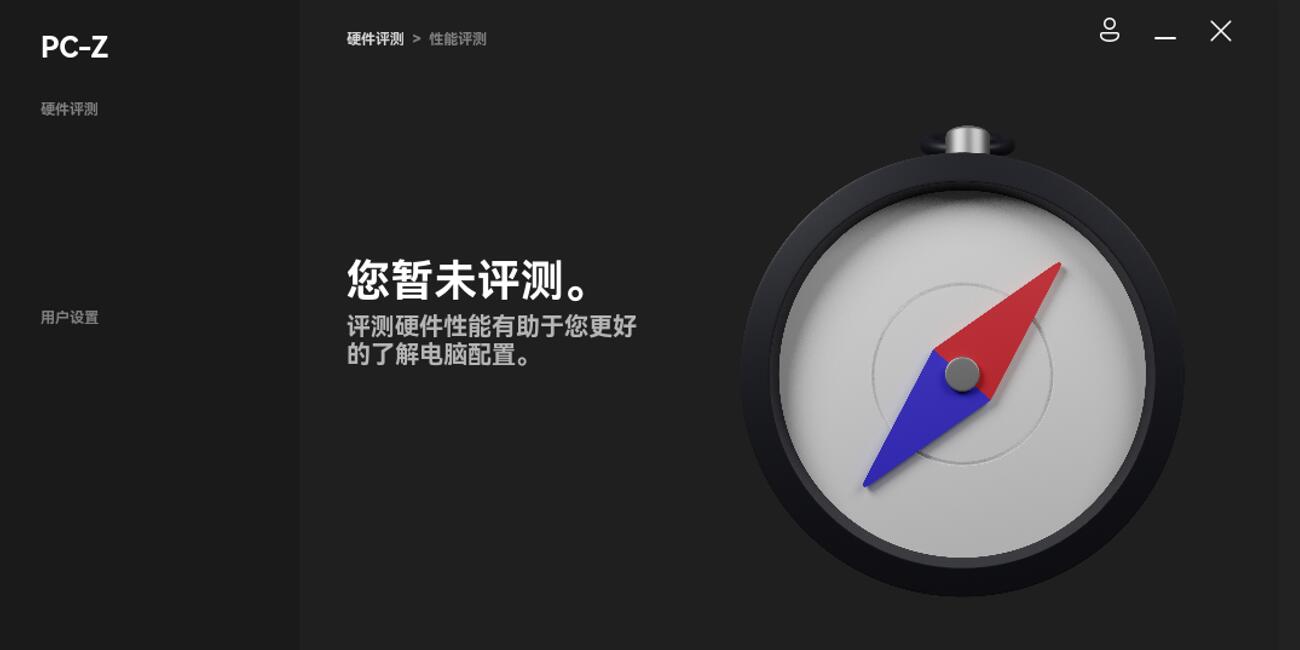 PC-Z
硬件评测
用户设置
硬件评测 > 性能评测
您暂未评测。
评测硬件性能有助于您更好
的了解电脑配置。